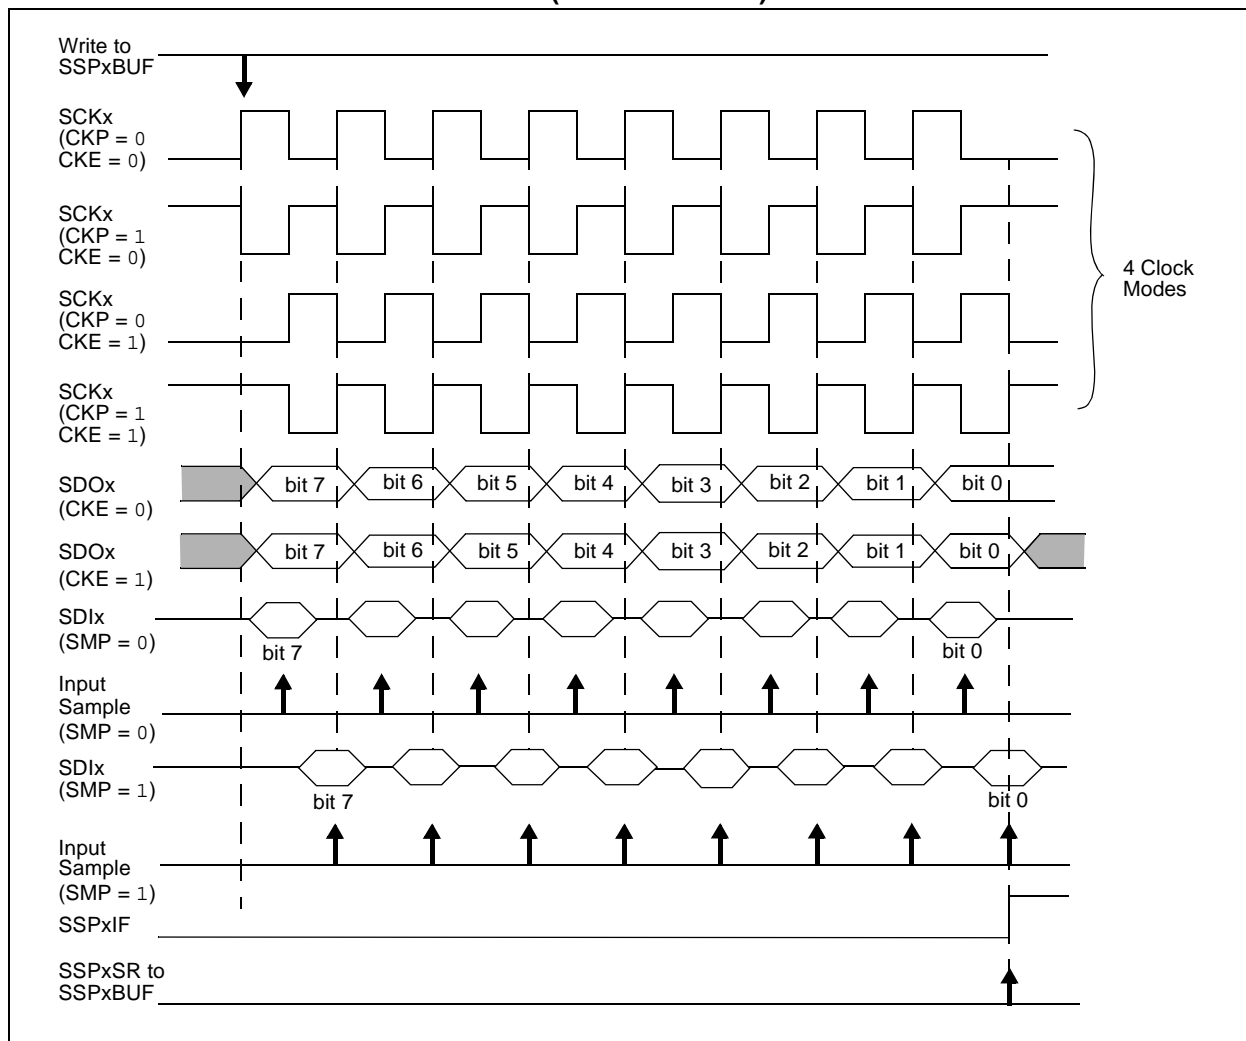 Write to
SSPxBUF
SCKx
(CKP = 0
CKE = 0)
SCKx
(CKP = 1
CKE = 0)
SCKx
(CKP = 0
CKE = 1)
SCKx
(CKP = 1
CKE = 1)
4 Clock
Modes
SDOx
(CKE = 0)
bit 7 bit 6 bit 5 bit 4 bit 3 bit 2 bit 1 bit 0
SDOx
(CKE = 1)
bit 7 bit 6 bit 5 bit 4 bit 3 bit 2 bit 1 bit 0
SDIx
(SMP = 0)
bit 7 bit 0
Input
Sample
(SMP = 0)
SDIx
(SMP = 1)
bit 7 bit 0
Input
Sample
(SMP = 1)
SSPxIF
SSPxSR to
SSPxBUF